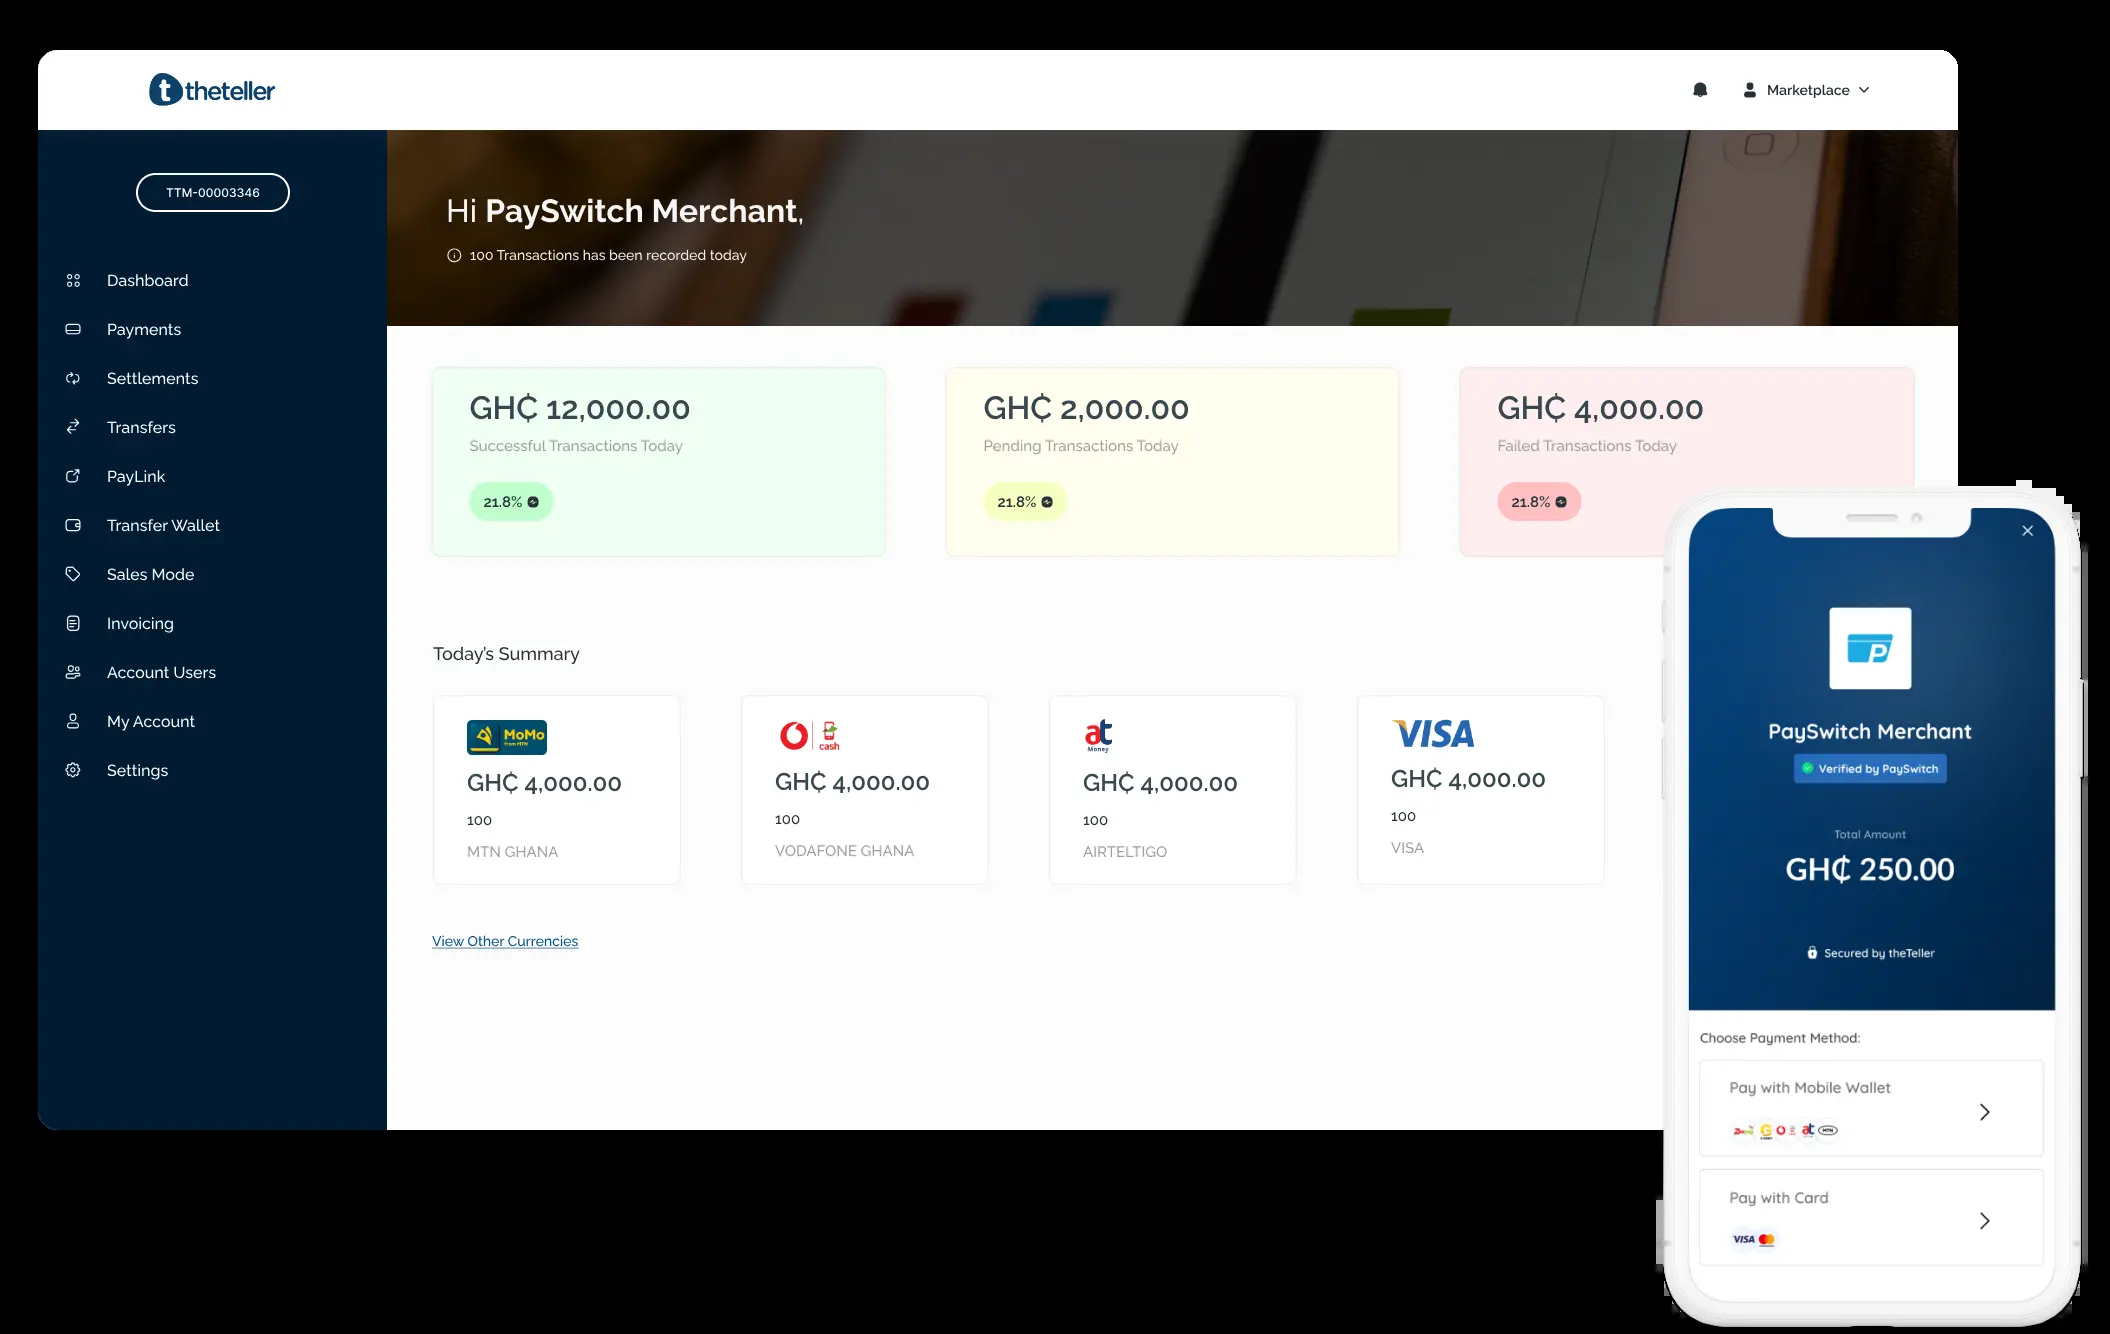 theteller
Marketplace
TTM-00003346
Dashboard
Payments
Settlements
Transfers
PayLink
Transfer Wallet
Sales Mode
Invoicing
Account Users
My Account
Settings
Hi PaySwitch Merchant,
100 Transactions has been recorded today
GH₵ 12,000.00
Successful Transactions Today
21.8%
GH₵ 2,000.00
Pending Transactions Today
21.8%
GH₵ 4,000.00
Failed Transactions Today
21.8%
Today's Summary
MoMo
From MTN
GH₵ 4,000.00
100
MTN GHANA
cash
GH₵ 4,000.00
100
VODAFONE GHANA
at
Money
GH₵ 4,000.00
100
AIRTELTIGO
VISA
GH₵ 4,000.00
100
VISA
View Other Currencies
P
PaySwitch Merchant
Verified by PaySwitch
Total Amount
GH₵ 250.00
Secured by theTeller
Choose Payment Method:
Pay with Mobile Wallet
at MTN
Pay with Card
VISA